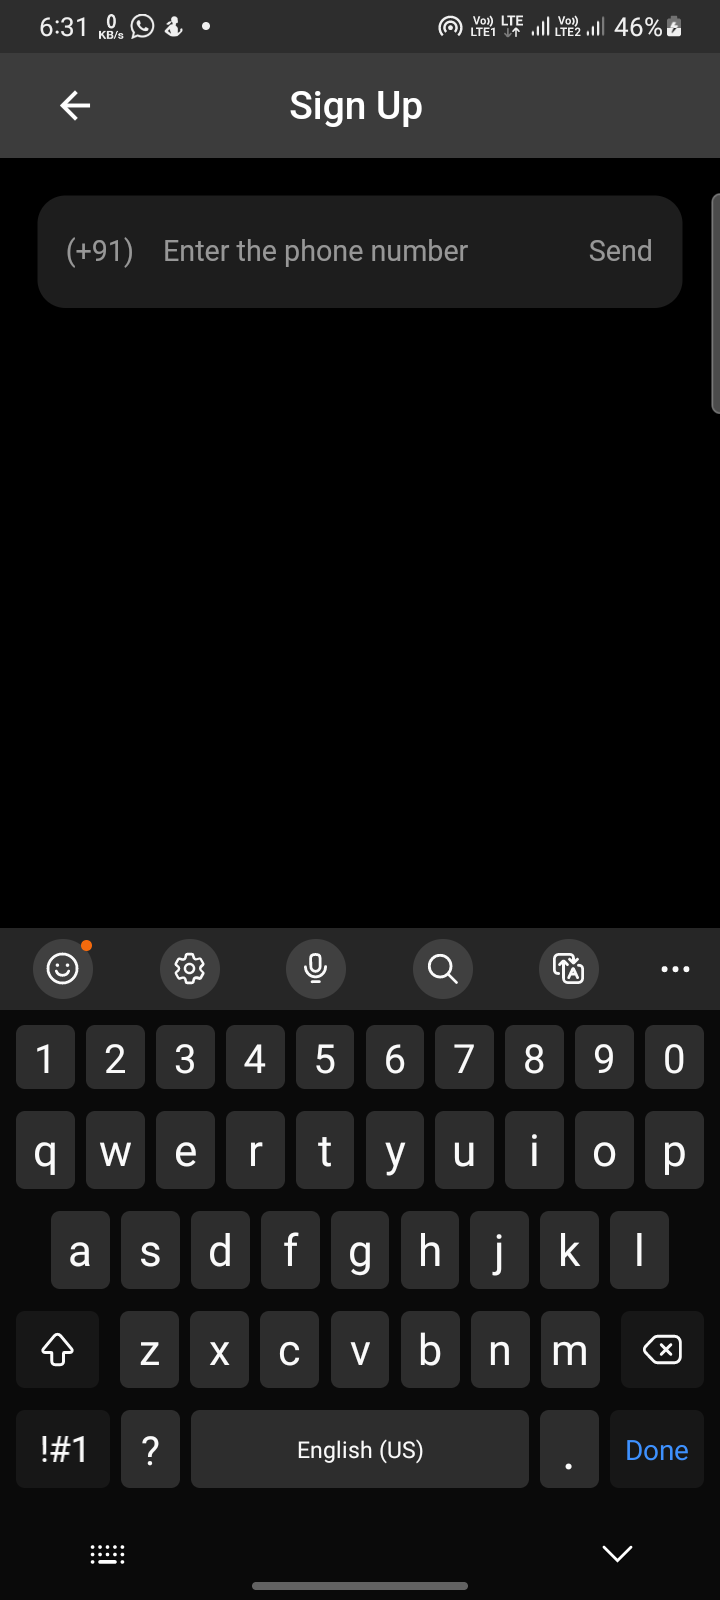 6:31 0 KB/s Vo)) LTE1 LTE Vo)) LTE2 46%
Sign Up
(+91) Enter the phone number Send
1 2 3 4 5 6 7 8 9 0
q w e r t y u i o p
a s d f g h j k l
z x c v b n m
!#1 ? English (US) . Done